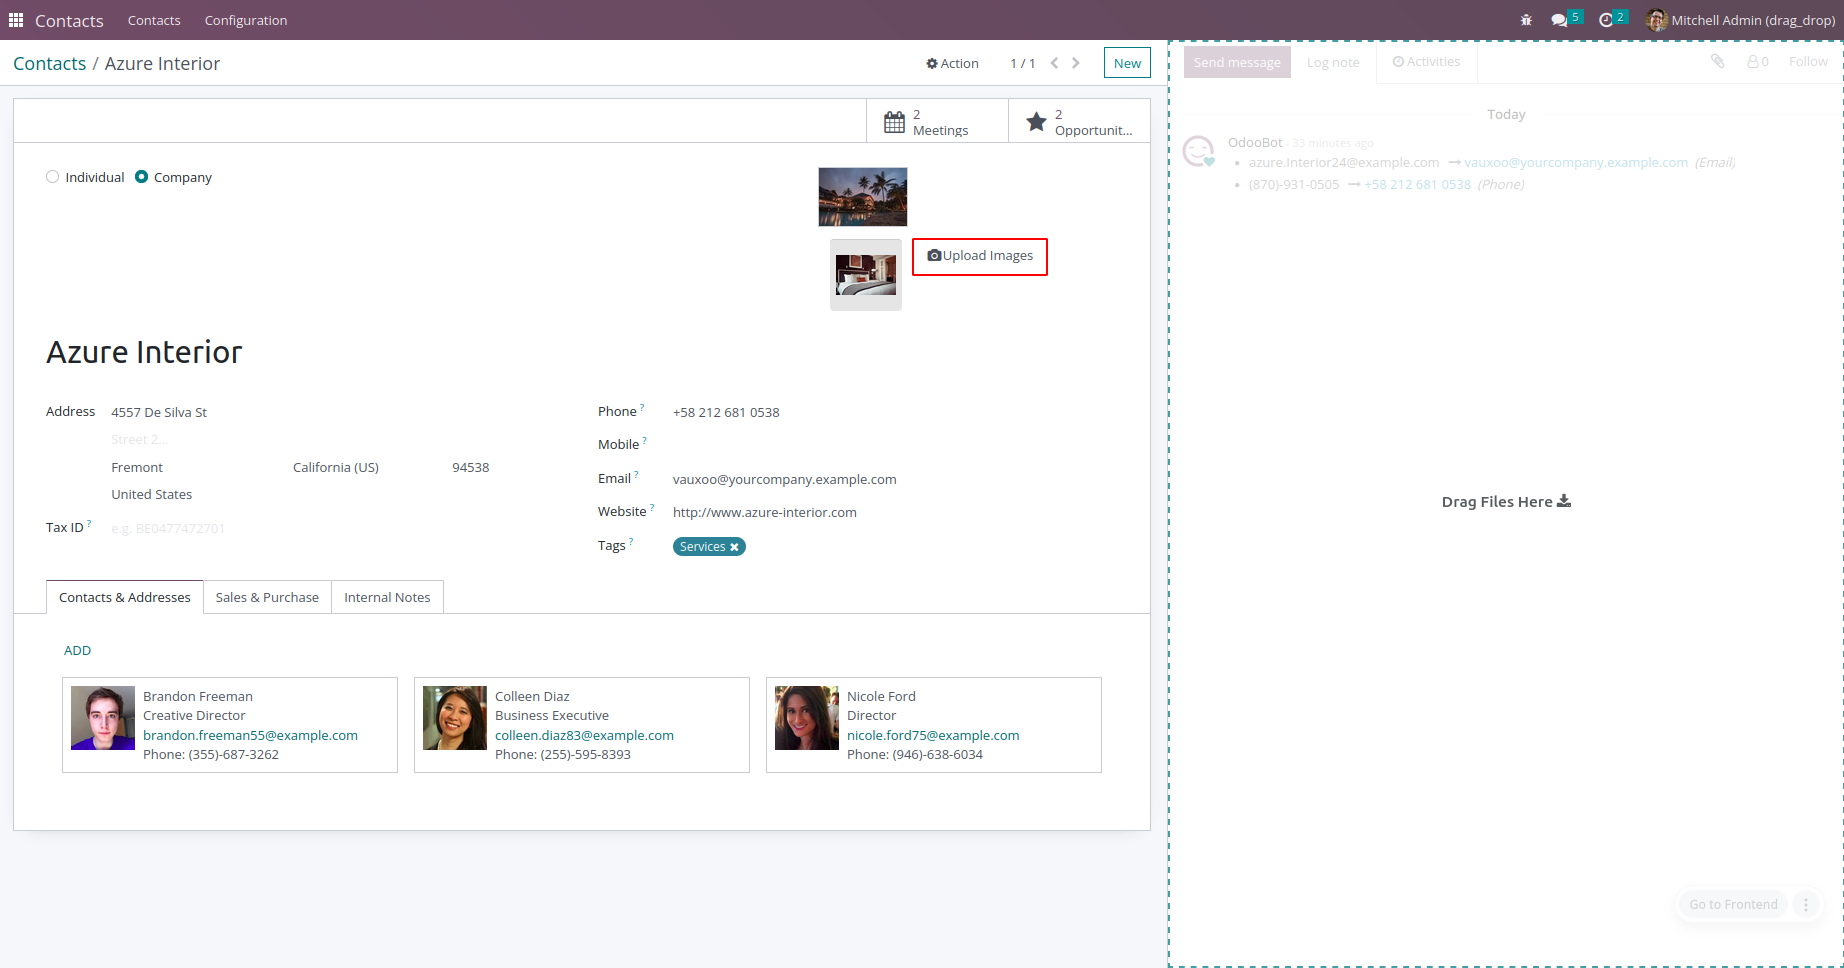 Contacts Contacts Configuration 5 2 Mitchell Admin (drag_drop)
Contacts / Azure Interior Action 1 / 1 New
Send message Log note Activities 0 Follow
2 Meetings
2 Opportunit...
Individual Company
Upload Images
Azure Interior
Address 4557 De Silva St
Street 2...
Fremont California (US) 94538
United States
Tax ID ? e.g. BE0477472701
Phone ? +58 212 681 0538
Mobile ?
Email ? vauxoo@yourcompany.example.com
Website ? http://www.azure-interior.com
Tags ? Services
Contacts & Addresses Sales & Purchase Internal Notes
ADD
Brandon Freeman
Creative Director
brandon.freeman55@example.com
Phone: (355)-687-3262
Colleen Diaz
Business Executive
colleen.diaz83@example.com
Phone: (255)-595-8393
Nicole Ford
Director
nicole.ford75@example.com
Phone: (946)-638-6034
Today
OdooBot - 33 minutes ago
azure.Interior24@example.com → vauxoo@yourcompany.example.com (Email)
(870)-931-0505 → +58 212 681 0538 (Phone)
Drag Files Here
Go to Frontend